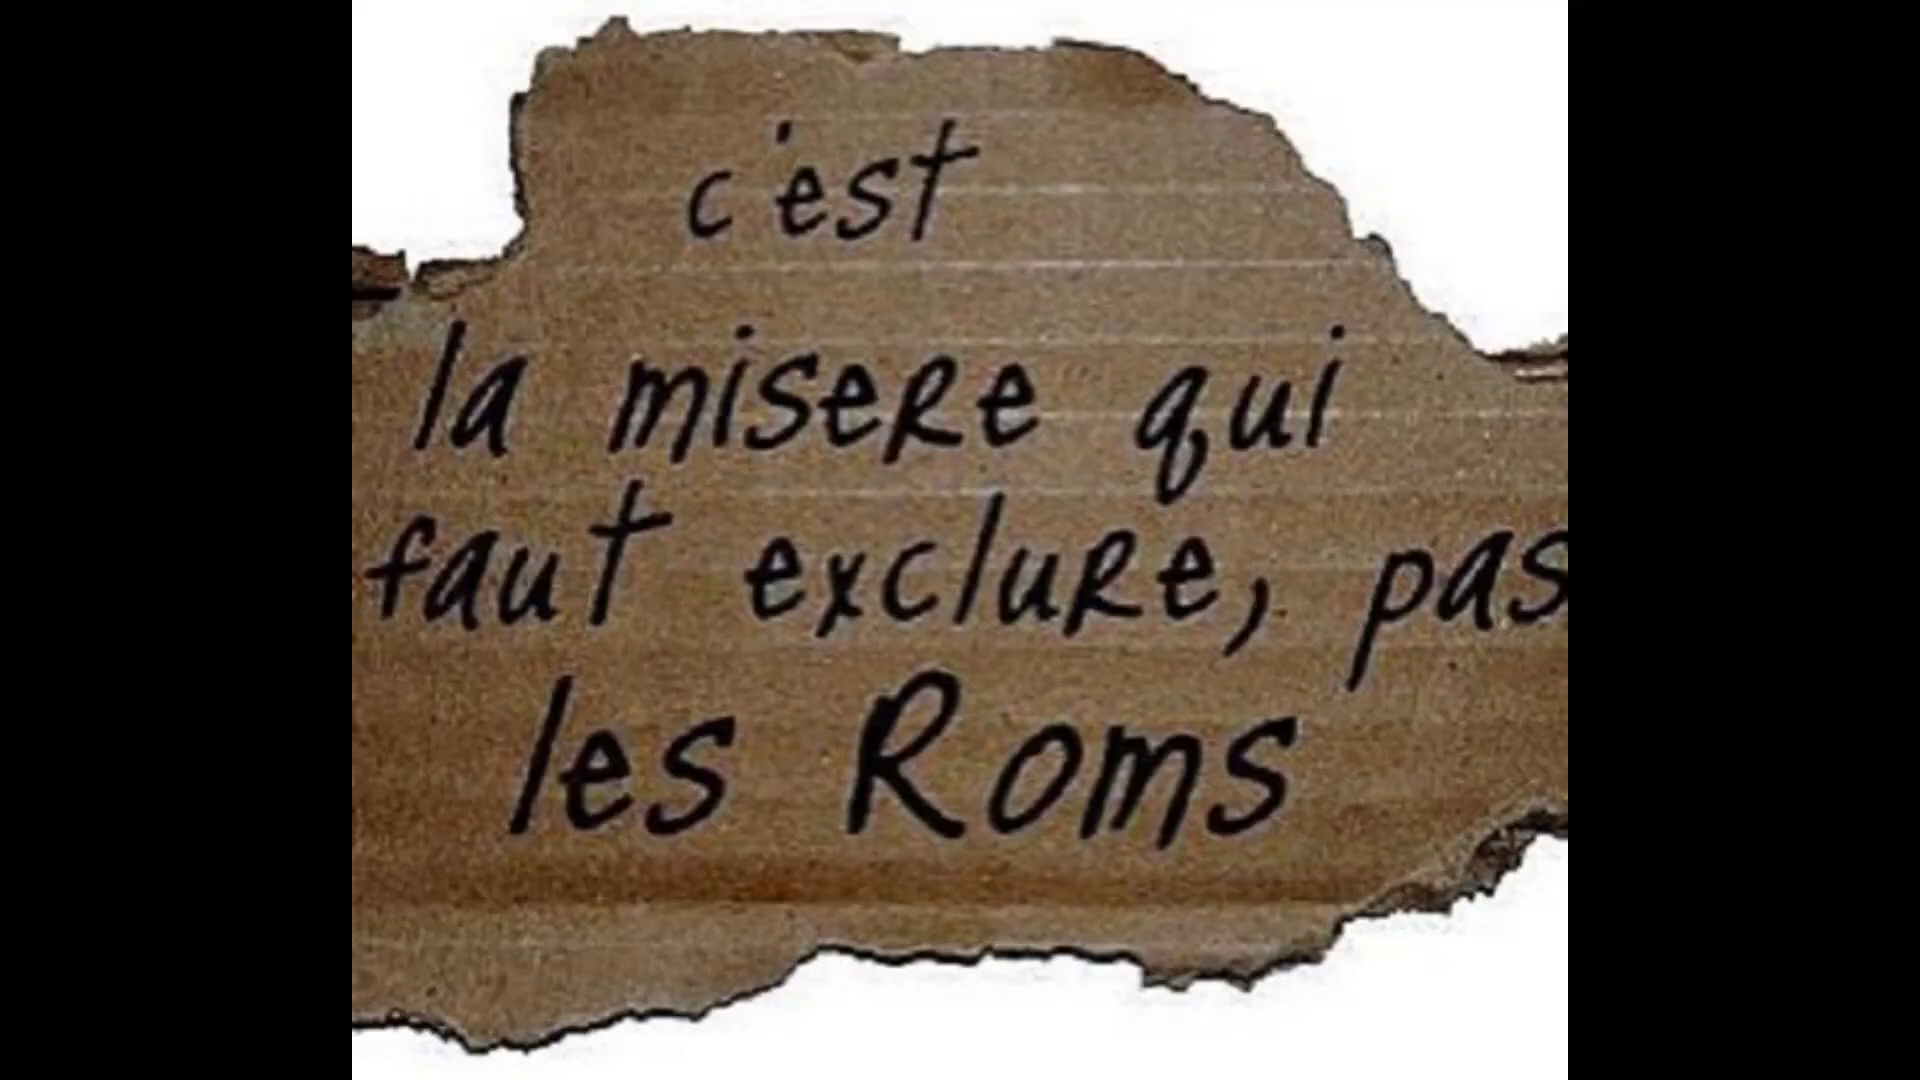 c'est
la misere qui
faut exclure, pas
les Roms